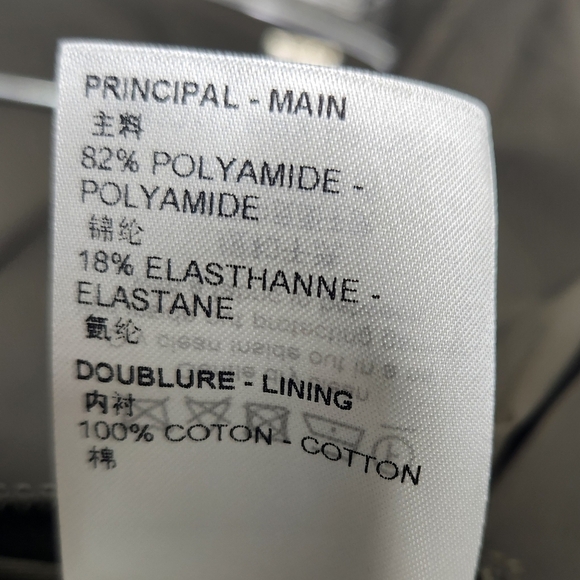 PRINCIPAL - MAIN
主料
82% POLYAMIDE -
POLYAMIDE
锦纶
18% ELASTHANNE -
ELASTANE
氨纶
DOUBLURE - LINING
内衬
100% COTON - COTTON
棉